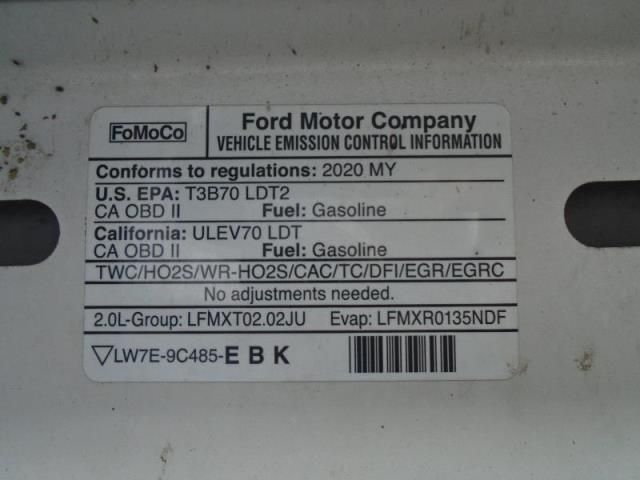 FoMoCo
Ford Motor Company
VEHICLE EMISSION CONTROL INFORMATION
Conforms to regulations: 2020 MY
U.S. EPA: T3B70 LDT2
CA OBD II Fuel: Gasoline
California: ULEV70 LDT
CA OBD II Fuel: Gasoline
TWC/HO2S/WR-HO2S/CAC/TC/DFI/EGR/EGRC
No adjustments needed.
2.0L-Group: LFMXT02.02JU Evap: LFMXR0135NDF
▽LW7E-9C485-E B K